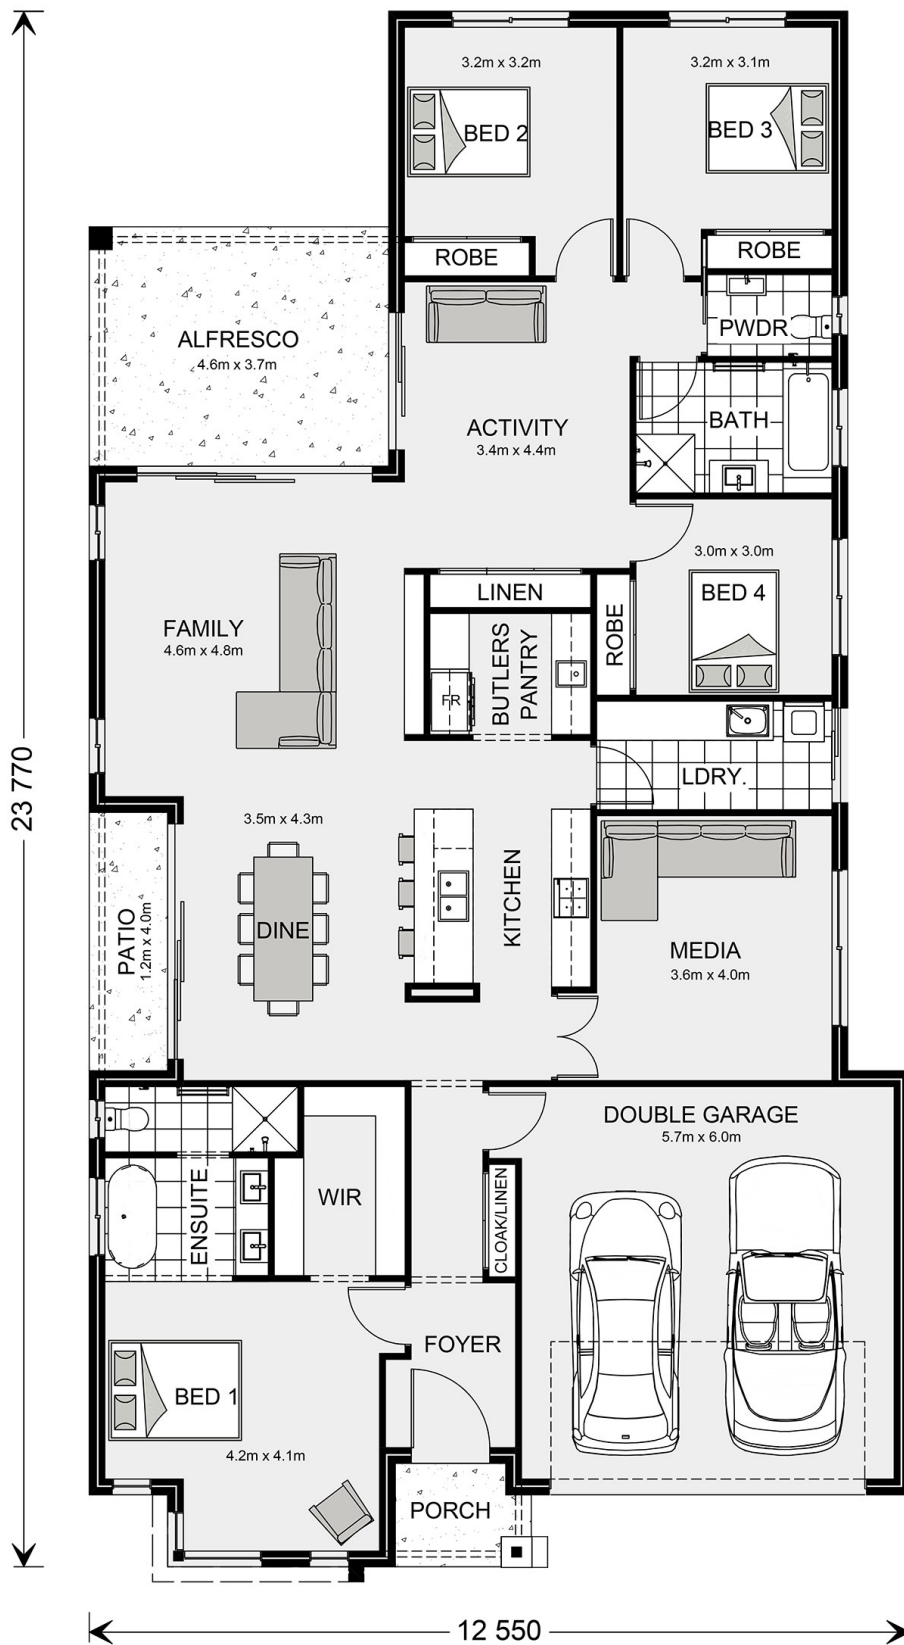 3.2m x 3.2m
BED 2
ROBE
3.2m x 3.1m
BED 3
ROBE
PWDR
ALFRESCO
4.6m x 3.7m
ACTIVITY
3.4m x 4.4m
BATH
3.0m x 3.0m
BED 4
ROBE
LINEN
FAMILY
4.6m x 4.8m
BUTLERS
PANTRY
FR
LDRY.
23 770
3.5m x 4.3m
DINE
KITCHEN
PATIO
1.2m x 4.0m
MEDIA
3.6m x 4.0m
DOUBLE GARAGE
5.7m x 6.0m
ENSUITE
WIR
CLOAK/LINEN
FOYER
BED 1
4.2m x 4.1m
PORCH
12 550